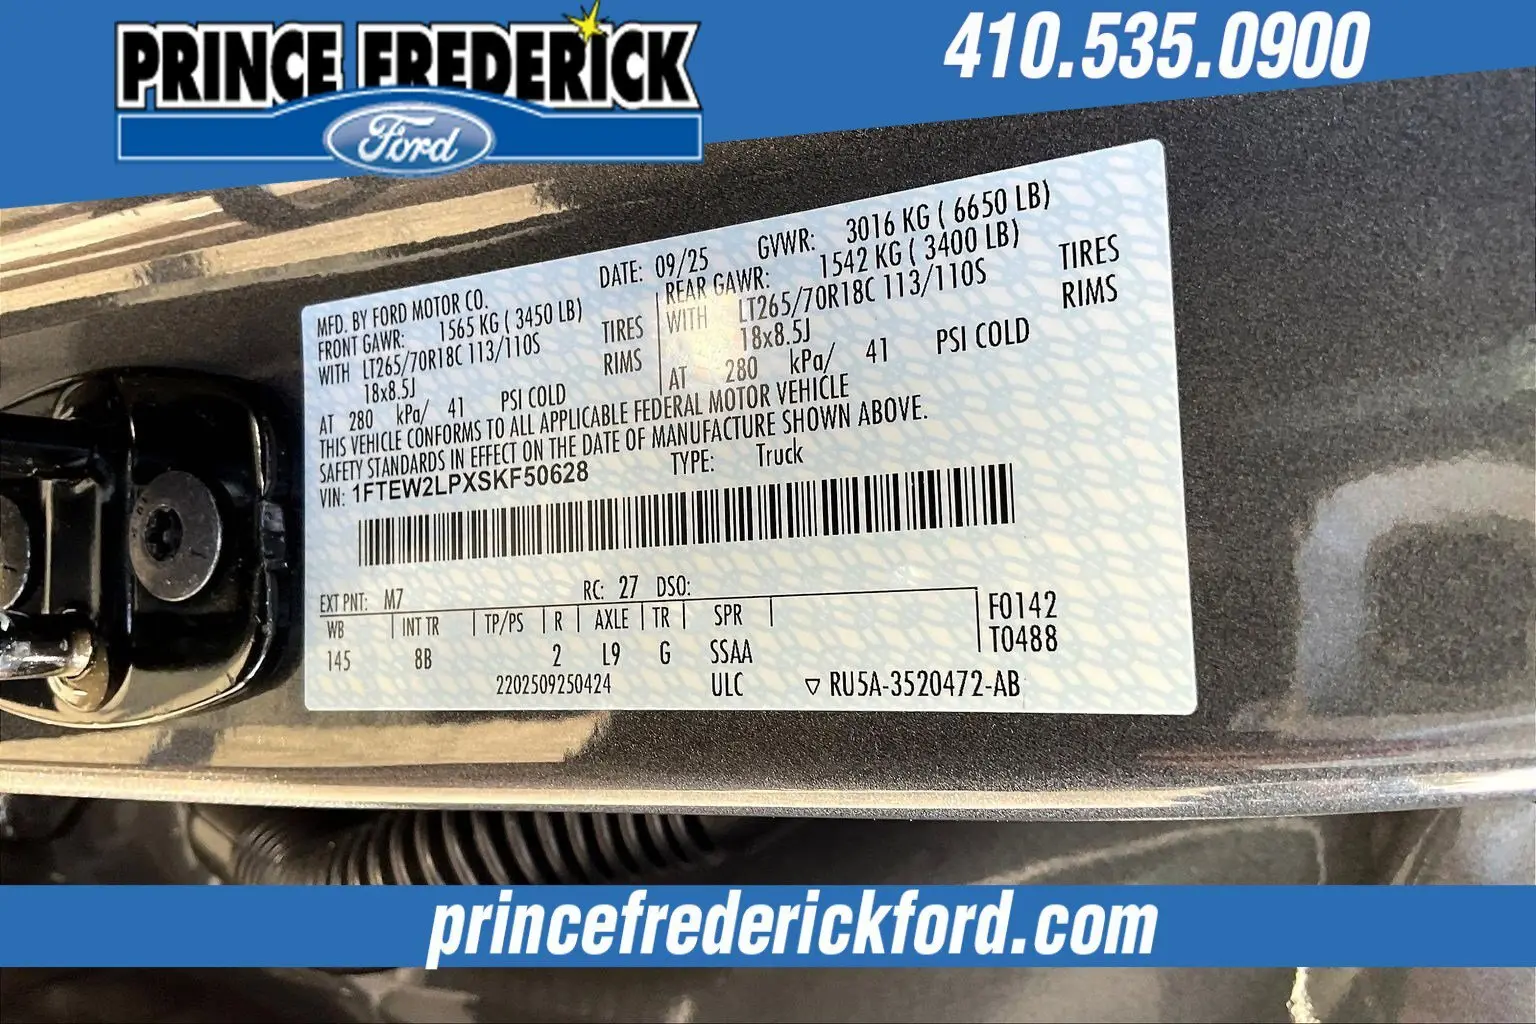 PRINCE FREDERICK
Ford
410.535.0900
MFD. BY FORD MOTOR CO.
DATE: 09/25
GVWR: 3016 KG ( 6650 LB)
FRONT GAWR: 1565 KG ( 3450 LB)
WITH LT265/70R18C 113/110S TIRES
18x8.5J RIMS
AT 280 kPa/ 41 PSI COLD
REAR GAWR: 1542 KG ( 3400 LB)
WITH LT265/70R18C 113/110S TIRES
18x8.5J RIMS
AT 280 kPa/ 41 PSI COLD
THIS VEHICLE CONFORMS TO ALL APPLICABLE FEDERAL MOTOR VEHICLE
SAFETY STANDARDS IN EFFECT ON THE DATE OF MANUFACTURE SHOWN ABOVE.
VIN: 1FTEW2LPXSKF50628 TYPE: Truck
EXT PNT: M7 RC: 27 DSO:
WB INT TR TP/PS R AXLE TR SPR F0142
145 8B 2 L9 G SSAA T0488
2202509250424 ULC ▽ RU5A-3520472-AB
princefrederickford.com